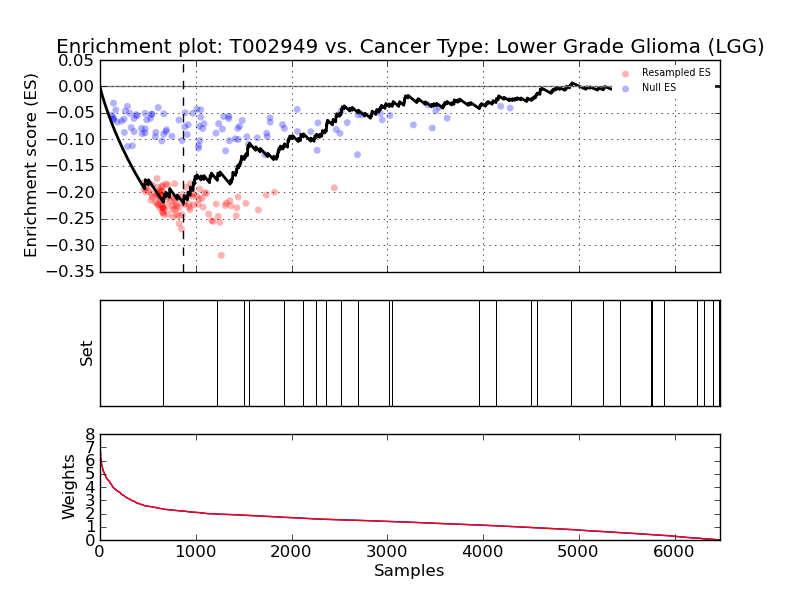 Enrichment plot: T002949 vs. Cancer Type: Lower Grade Glioma (LGG)
Enrichment score (ES)
0.05
0.00
−0.05
−0.10
−0.15
−0.20
−0.25
−0.30
−0.35
Resampled ES
Null ES
Set
Weights
8
7
6
5
4
3
2
1
0
0 1000 2000 3000 4000 5000 6000
Samples